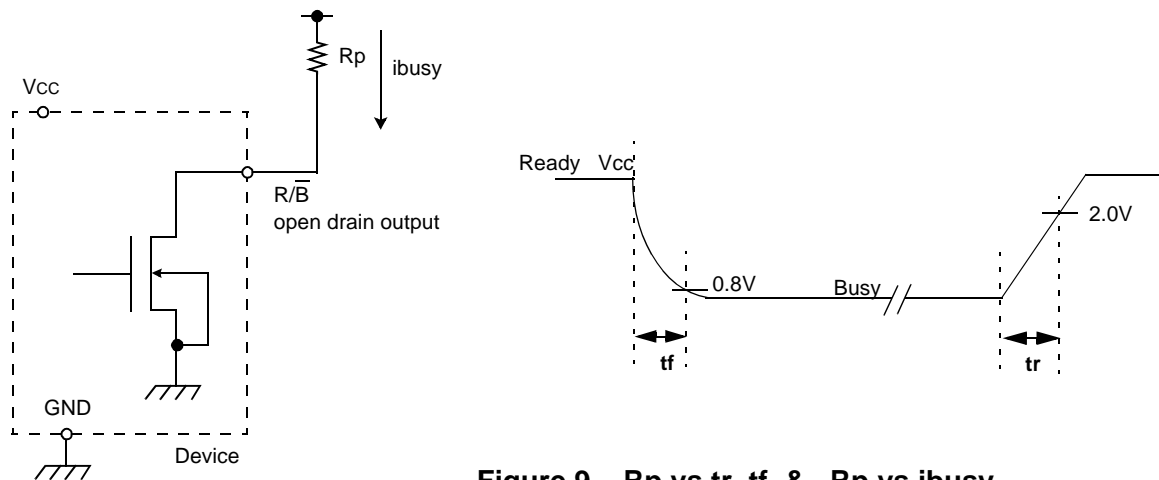 Rp
ibusy
VCC
R/B̅
open drain output
GND
Device
Ready Vcc
2.0V
0.8V
Busy
tf
tr
Figure 9. Rp vs tr, tf & Rp vs ibusy